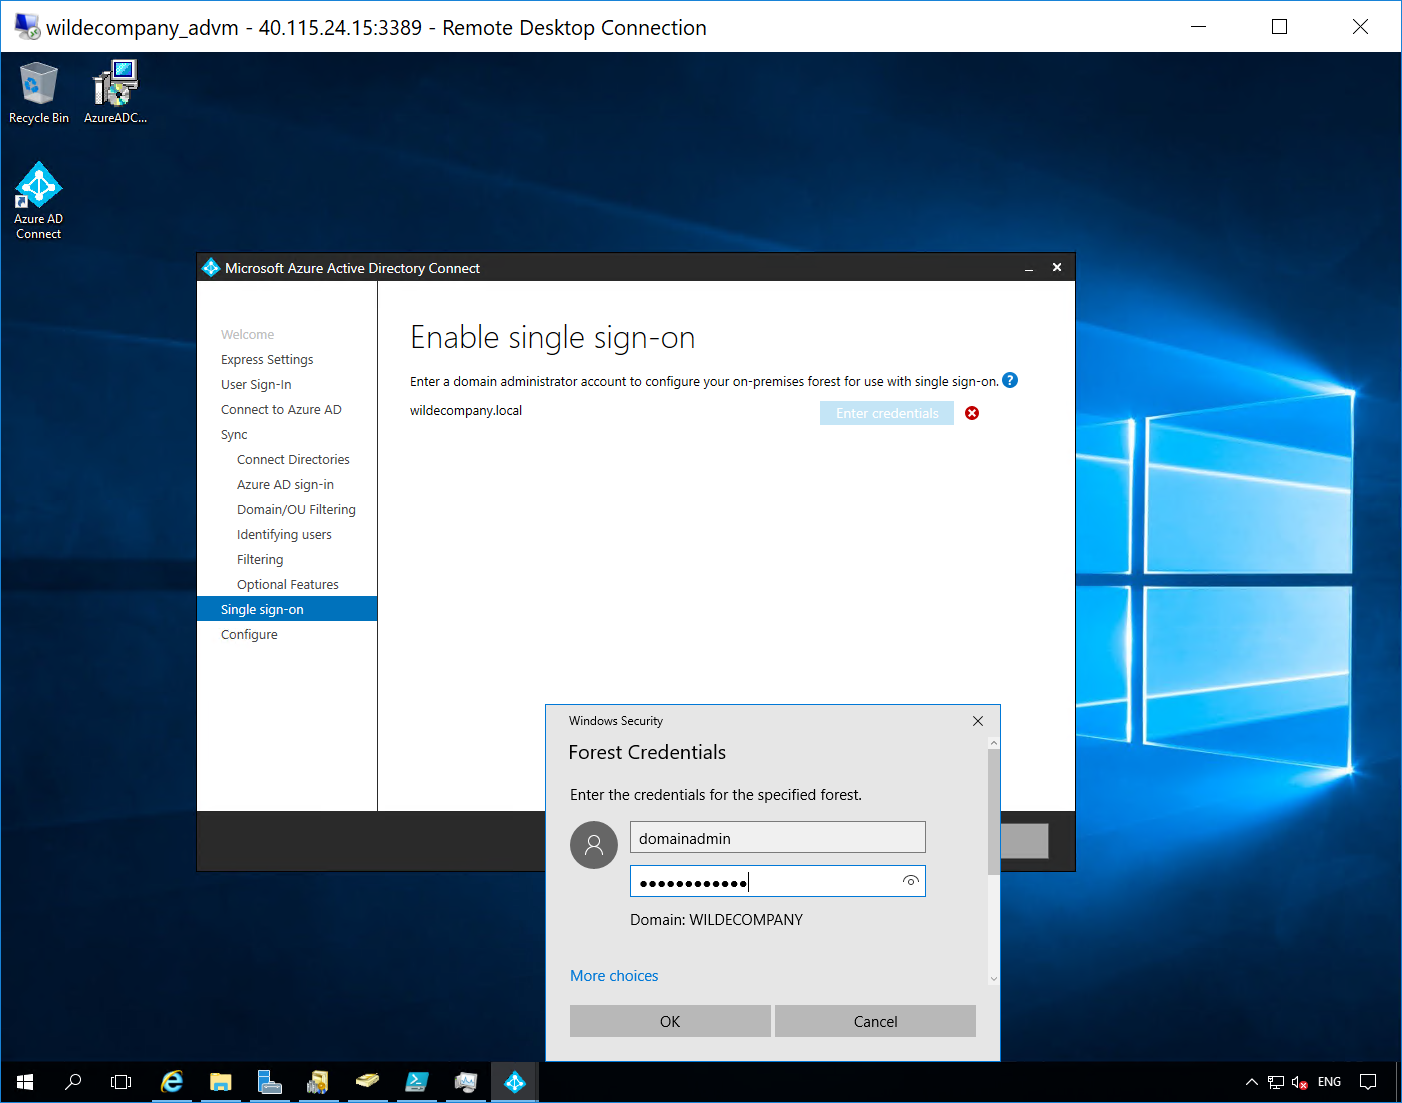 wildecompany_advm - 40.115.24.15:3389 - Remote Desktop Connection
Recycle Bin
AzureADC...
Azure AD
Connect
Microsoft Azure Active Directory Connect
Welcome
Express Settings
User Sign-In
Connect to Azure AD
Sync
Connect Directories
Azure AD sign-in
Domain/OU Filtering
Identifying users
Filtering
Optional Features
Single sign-on
Configure
Enable single sign-on
Enter a domain administrator account to configure your on-premises forest for use with single sign-on. ?
wildecompany.local
Enter credentials
Windows Security
Forest Credentials
Enter the credentials for the specified forest.
domainadmin
●●●●●●●●●●●●
Domain: WILDECOMPANY
More choices
OK
Cancel
ENG